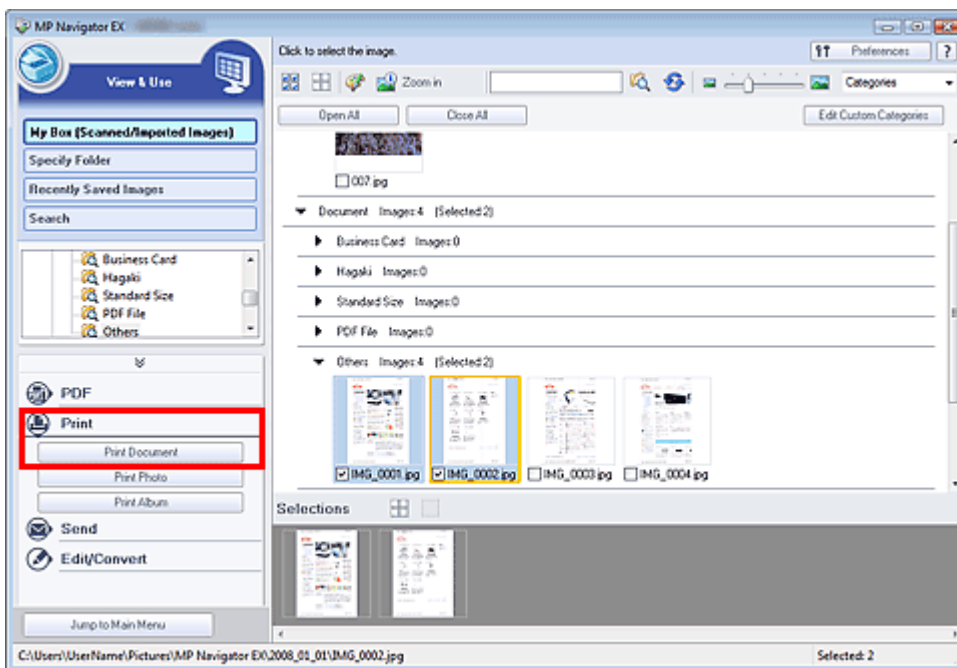 MP Navigator EX
View & Use
My Box (Scanned/Imported Images)
Specify Folder
Recently Saved Images
Search
Business Card
Hagaki
Standard Size
PDF File
Others
PDF
Print
Print Document
Print Photo
Print Album
Send
Edit/Convert
Jump to Main Menu
Click to select the image.
Preferences ?
Zoom in
Categories
Open All Close All Edit Custom Categories
007.jpg
Document Images:4 (Selected:2)
Business Card Images:0
Hagaki Images:0
Standard Size Images:0
PDF File Images:0
Others Images:4 (Selected:2)
IMG_0001.jpg IMG_0002.jpg IMG_0003.jpg IMG_0004.jpg
Selections
C:\Users\UserName\Pictures\MP Navigator EX\2008_01_01\IMG_0002.jpg Selected: 2